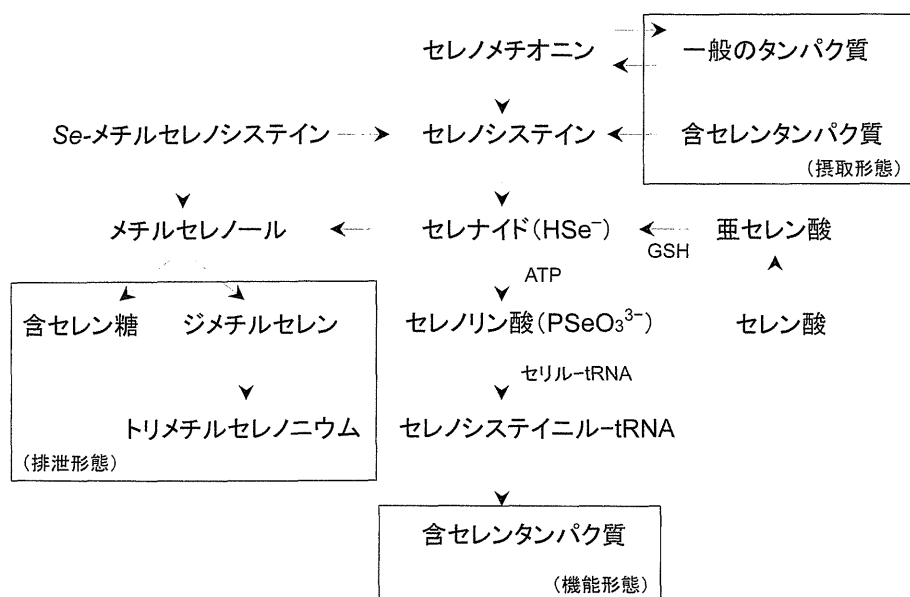 セレノメチオニン 一般のタンパク質
Se-メチルセレノシステイン セレノシステイン 含セレンタンパク質
(摂取形態)
メチルセレノール セレナイド(HSe⁻) 亜セレン酸
GSH
ATP
含セレン糖 ジメチルセレン セレノリン酸(PSeO₃³⁻) セレン酸
セリル-tRNA
トリメチルセレノニウム セレノシステイニル-tRNA
(排泄形態)
含セレンタンパク質
(機能形態)